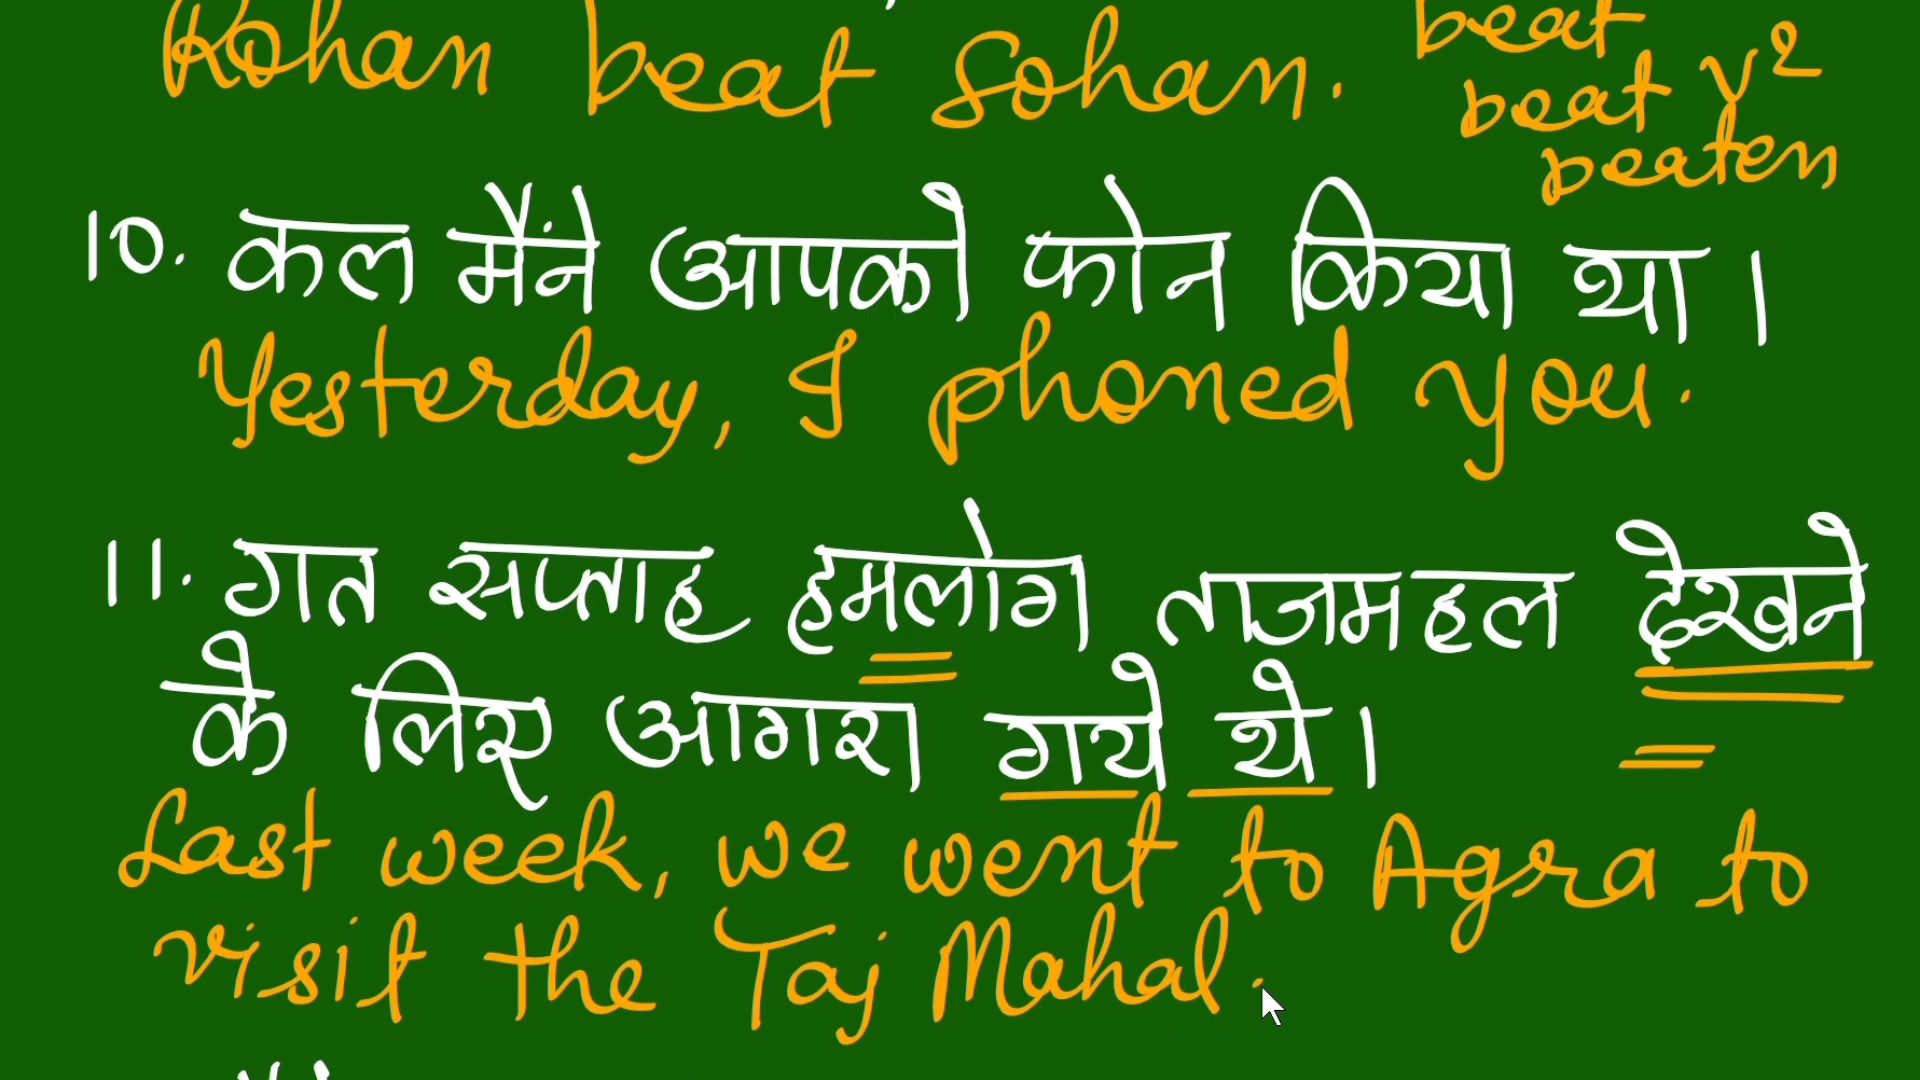 Rohan beat Sohan. beat
beat v2
beaten
10. कल मैंने आपको फोन किया था।
Yesterday, I phoned you.
11. गत सप्ताह हमलोग ताजमहल देखने
के लिए आगरा गये थे।
Last week, we went to Agra to
visit the Taj Mahal.